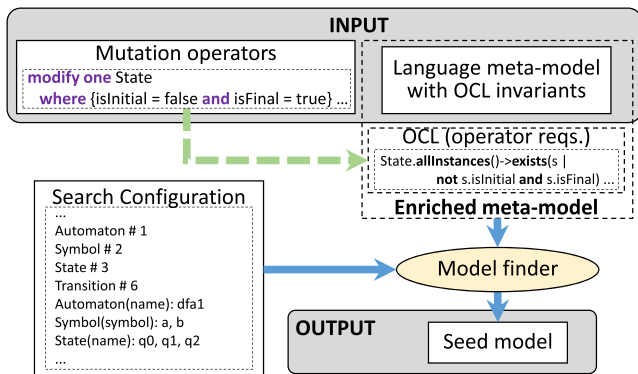 INPUT
Mutation operators
modify one State
where {isInitial = false and isFinal = true} ...
Language meta-model
with OCL invariants
OCL (operator reqs.)
State.allInstances()->exists(s |
not s.isInitial and s.isFinal) ...
Enriched meta-model
Search Configuration
...
Automaton # 1
Symbol # 2
State # 3
Transition # 6
Automaton(name): dfa1
Symbol(symbol): a, b
State(name): q0, q1, q2
...
Model finder
OUTPUT
Seed model